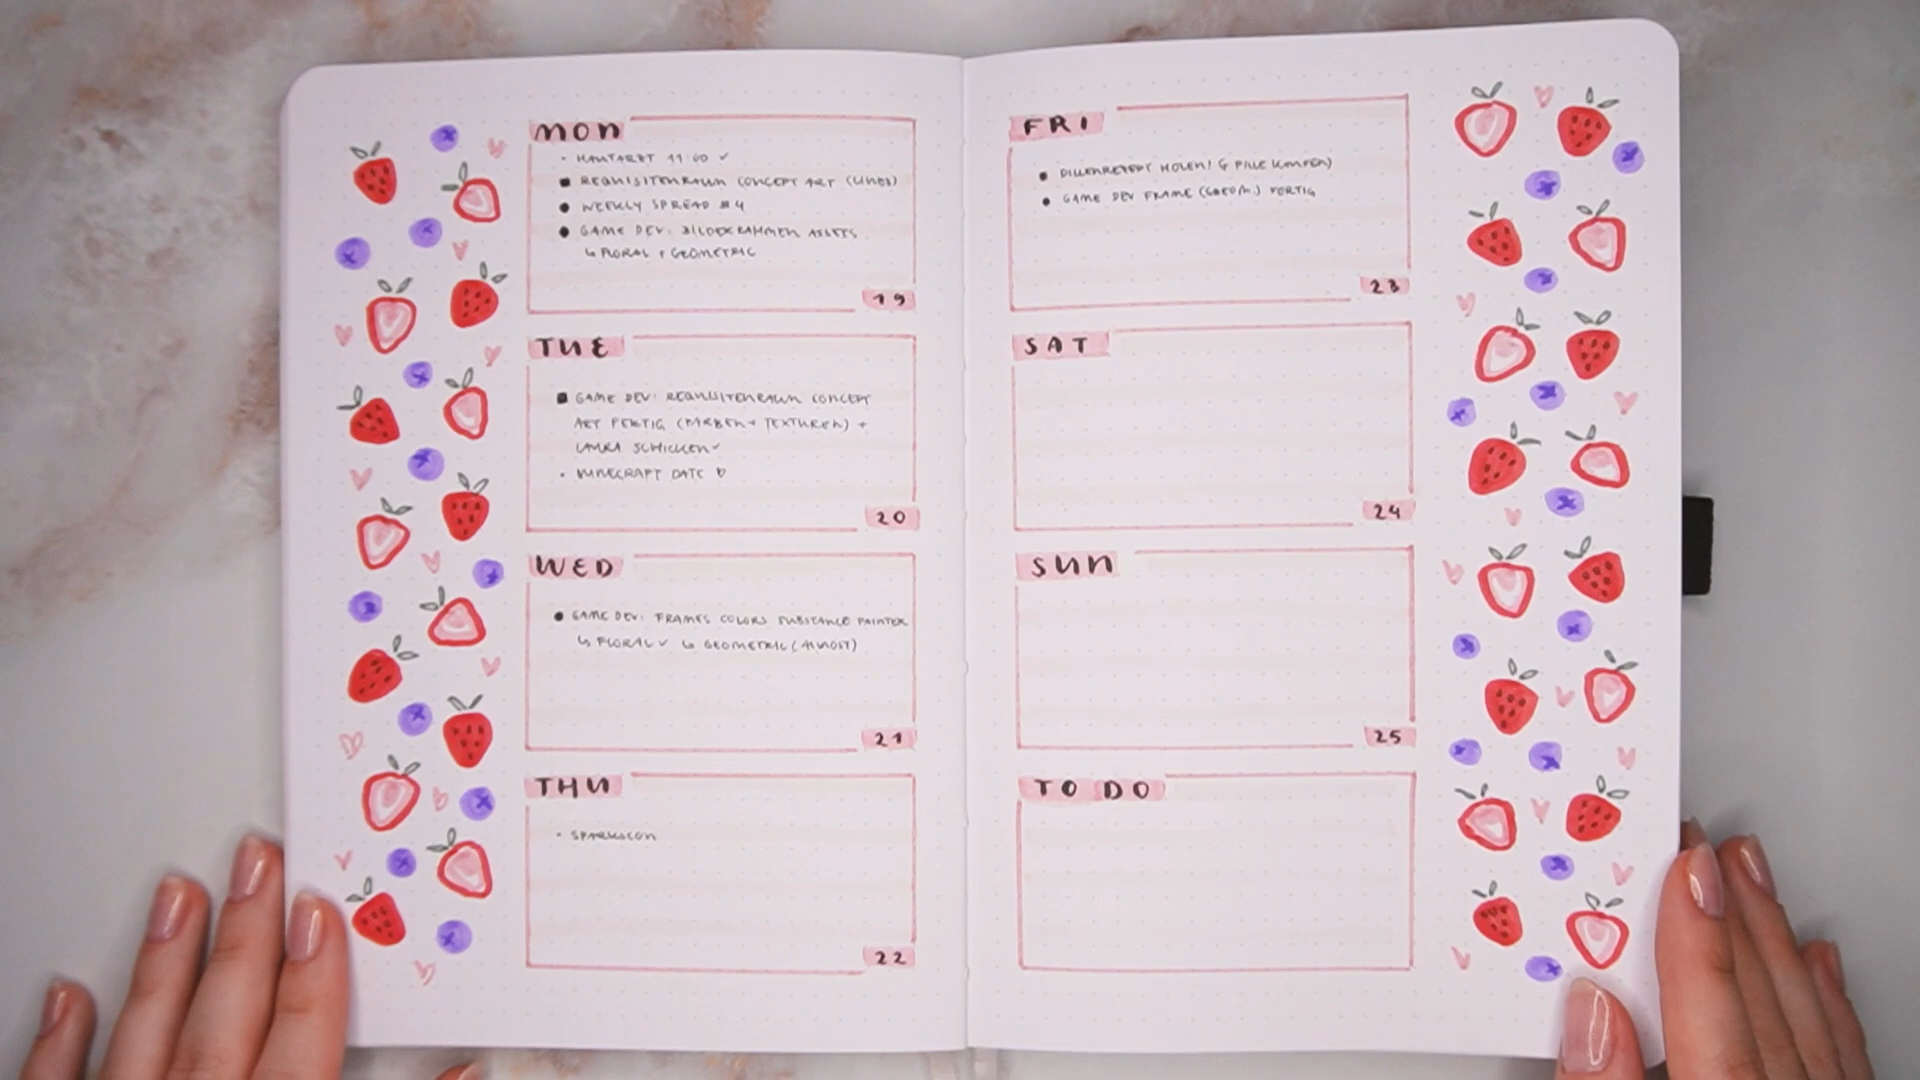 MON
HAUTARZT 11:00 ✓
REQUISITENRAUM CONCEPT ART (LINES)
WEEKLY SPREAD #4
GAME DEV: BILDERRAHMEN ASSETS
↳ FLORAL + GEOMETRIC
19
TUE
GAME DEV: REQUISITENRAUM CONCEPT
ART FERTIG (FARBEN + TEXTUREN) +
LAURA SCHICKEN ✓
MINECRAFT DATE ♡
20
WED
GAME DEV: FRAMES COLORS SUBSTANCE PAINTER
↳ FLORAL ✓ ↳ GEOMETRIC (ALMOST)
21
THU
22
FRI
PILLENREZEPT HOLEN! (& PILLE KAUFEN)
GAME DEV FRAME (GEOM.) FERTIG
23
SAT
24
SUN
25
TO DO